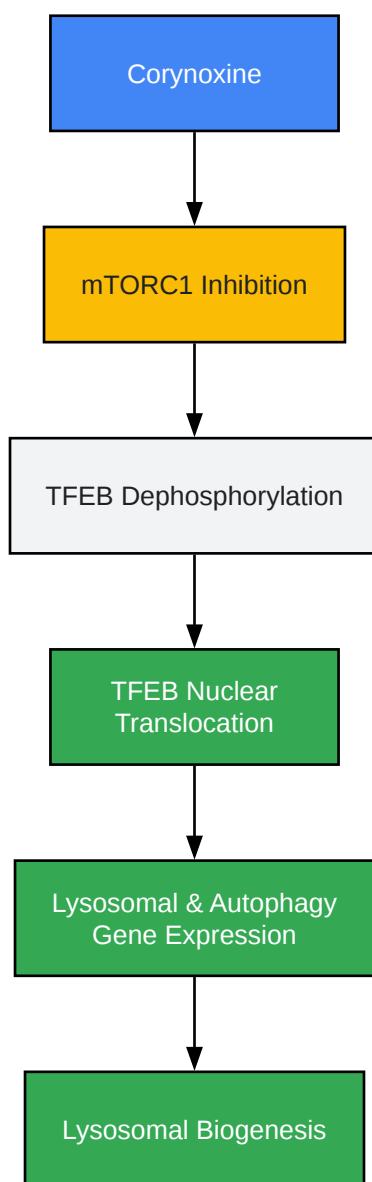 Corynoxine
mTORC1 Inhibition
TFEB Dephosphorylation
TFEB Nuclear
Translocation
Lysosomal & Autophagy
Gene Expression
Lysosomal Biogenesis